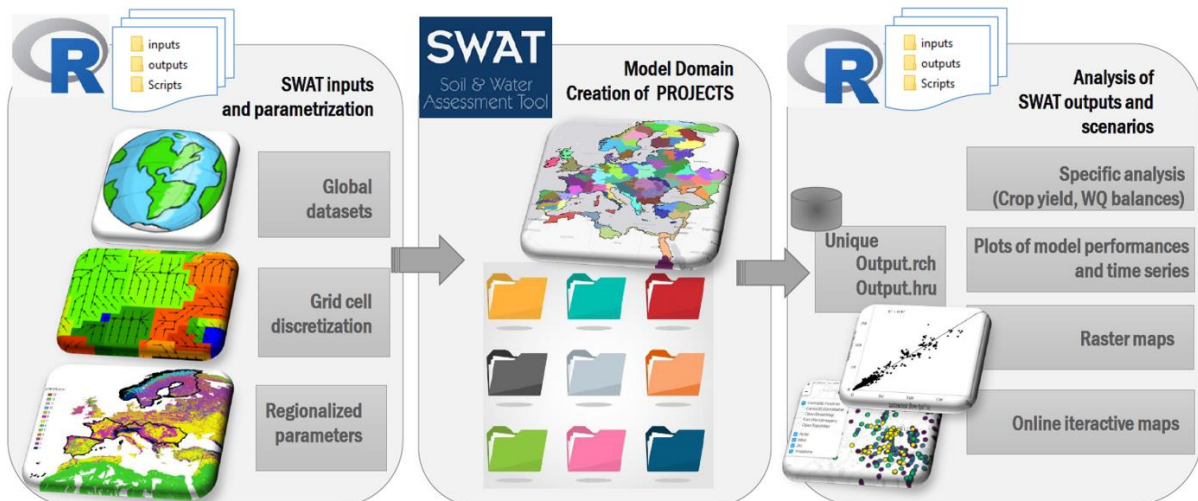 R
inputs
outputs
Scripts
SWAT inputs
and parametrization
Global
datasets
Grid cell
discretization
Regionalized
parameters
SWAT
Soil & Water
Assessment Tool
Model Domain
Creation of PROJECTS
R
inputs
outputs
Scripts
Analysis of
SWAT outputs and
scenarios
Unique
Output.rch
Output.hru
Specific analysis
(Crop yield, WQ balances)
Plots of model performances
and time series
Raster maps
Online iteractive maps